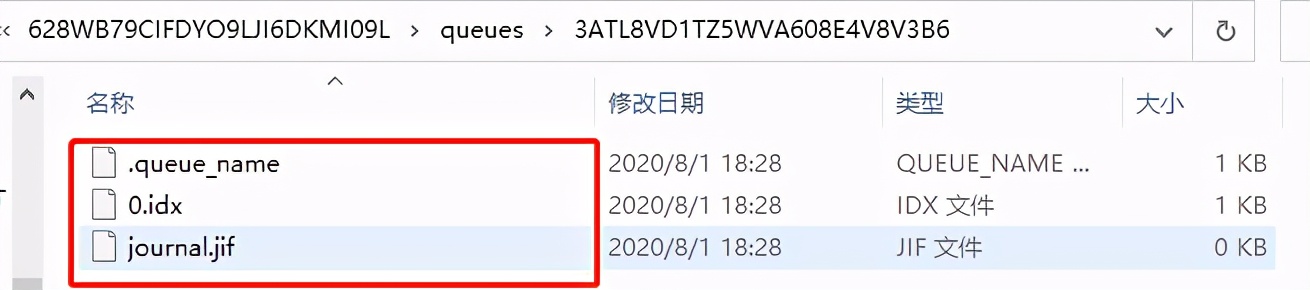 « 628WB79CIFDYO9LJI6DKMI09L > queues > 3ATL8VD1TZ5WVA608E4V8V3B6
名称 修改日期 类型 大小
.queue_name 2020/8/1 18:28 QUEUE_NAME ... 1 KB
0.idx 2020/8/1 18:28 IDX 文件 1 KB
journal.jif 2020/8/1 18:28 JIF 文件 0 KB